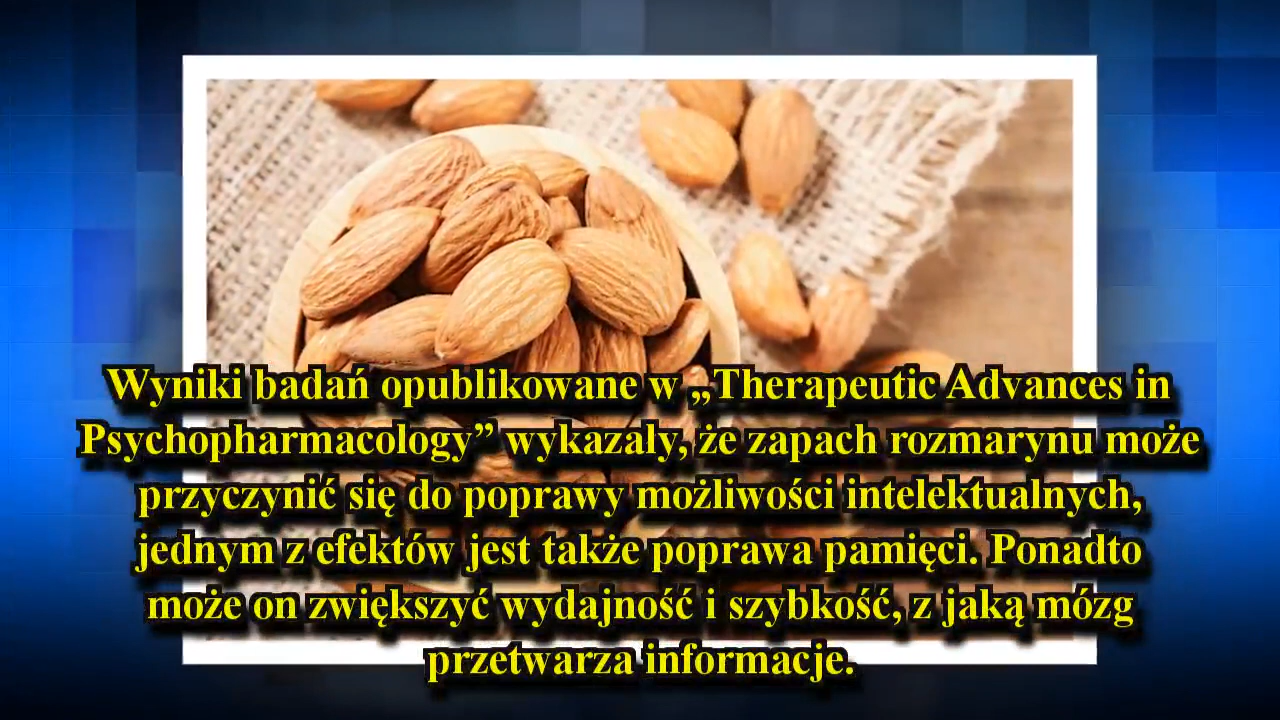 Wyniki badań opublikowane w „Therapeutic Advances in
Psychopharmacology” wykazały, że zapach rozmarynu może
przyczynić się do poprawy możliwości intelektualnych,
jednym z efektów jest także poprawa pamięci. Ponadto
może on zwiększyć wydajność i szybkość, z jaką mózg
przetwarza informacje.